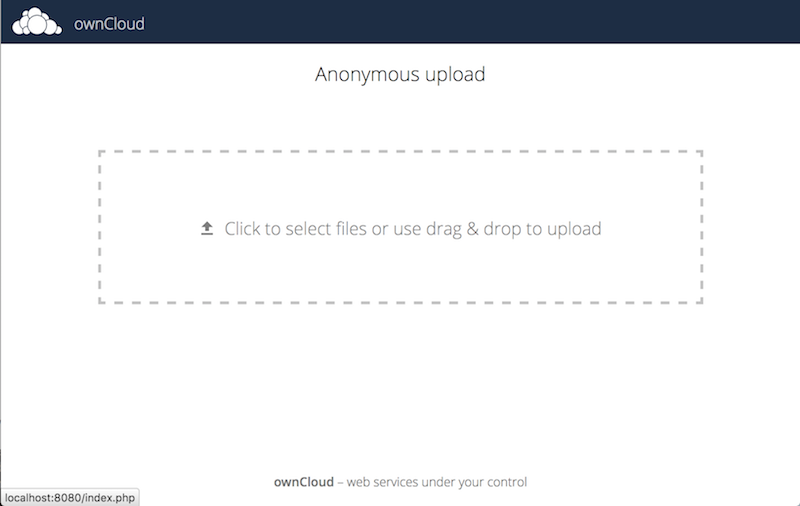 ownCloud
Anonymous upload
Click to select files or use drag & drop to upload
ownCloud – web services under your control
localhost:8080/index.php